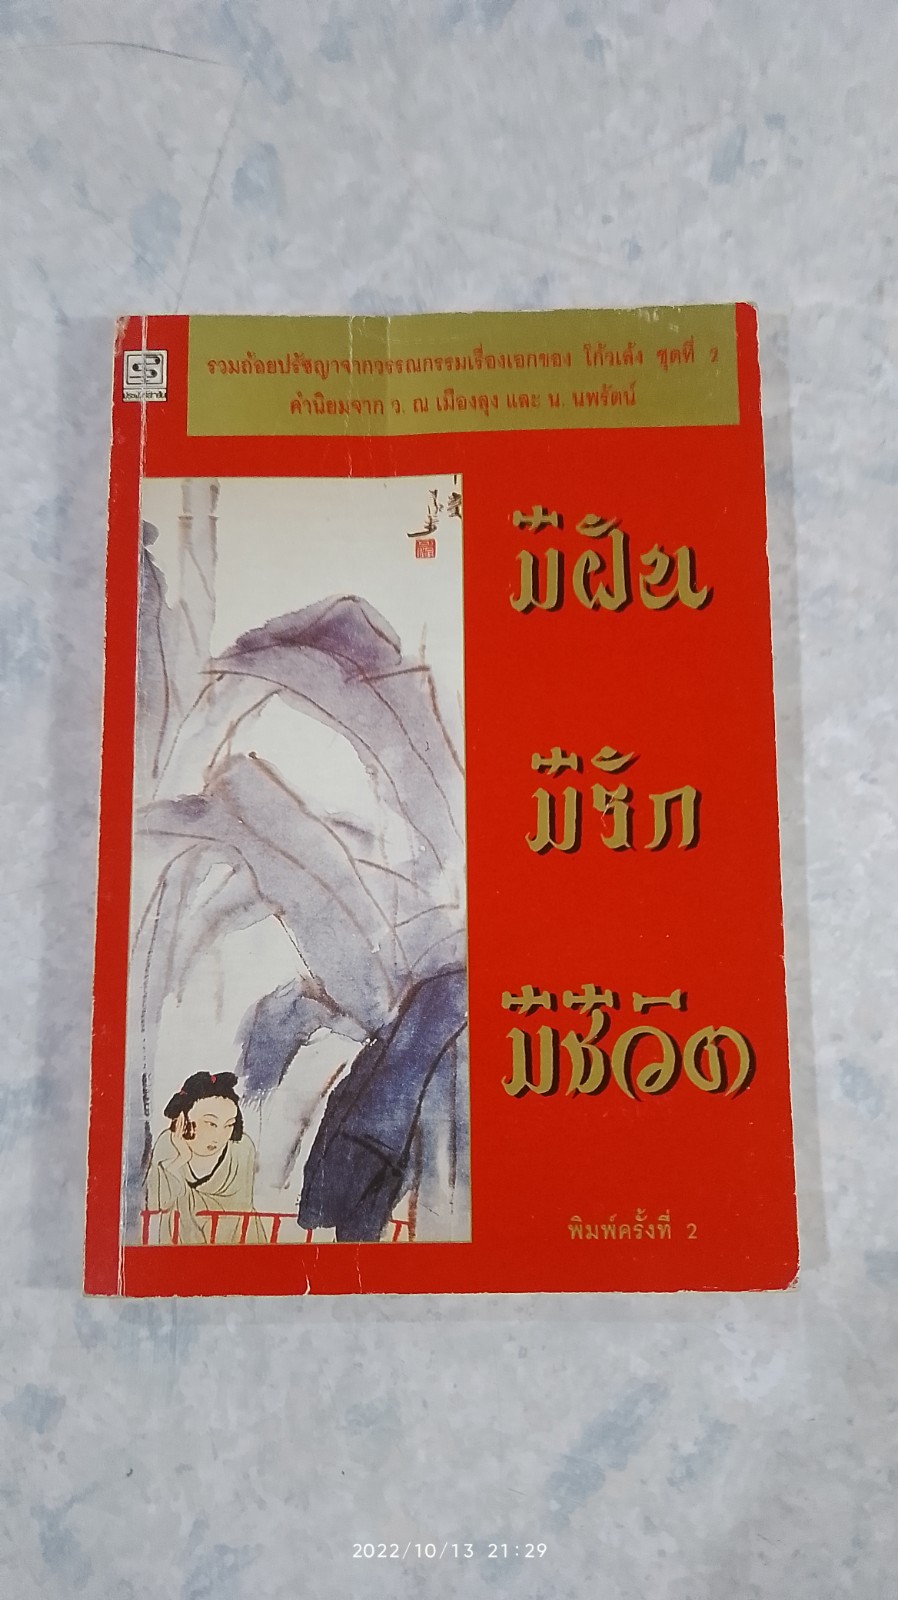 รวมถ้อยปรัชญาจากวรรณกรรมเรื่องเอกของ โก้วเล้ง ชุดที่ 2
คำนิยมจาก ว. ณ เมืองลุง และ น. นพรัตน์
มีฝัน
มีรัก
มีชีวิต
พิมพ์ครั้งที่ 2
2022/10/13 21:29